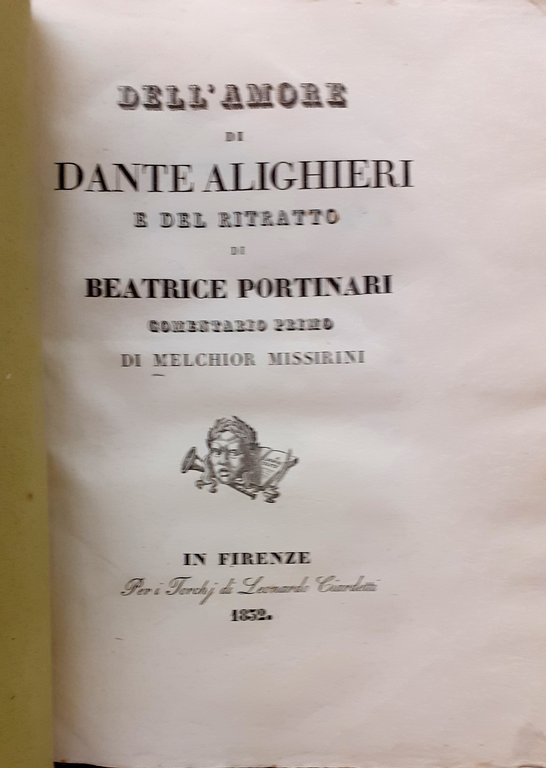 DELL'AMORE
DI
DANTE ALIGHIERI
E DEL RITRATTO
DI
BEATRICE PORTINARI
COMENTARIO PRIMO
DI MELCHIOR MISSIRINI
IN FIRENZE
Per i Torchj di Leonardo Ciardetti
1832.